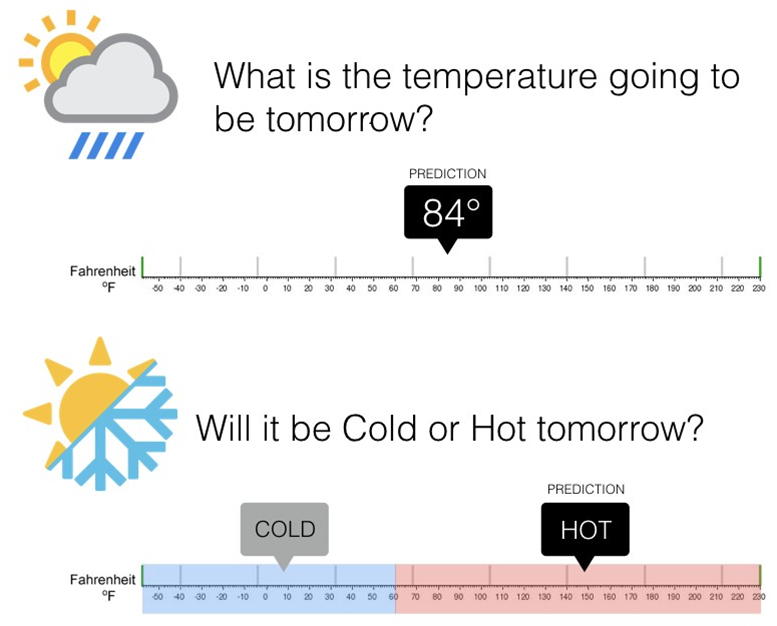 What is the temperature going to
be tomorrow?
PREDICTION
84°
Fahrenheit
°F
-50 -40 -30 -20 -10 0 10 20 30 40 50 60 70 80 90 100 110 120 130 140 150 160 170 180 190 200 210 220 230
Will it be Cold or Hot tomorrow?
PREDICTION
COLD
HOT
Fahrenheit
°F
-50 -40 -30 -20 -10 0 10 20 30 40 50 60 70 80 90 100 110 120 130 140 150 160 170 180 190 200 210 220 230